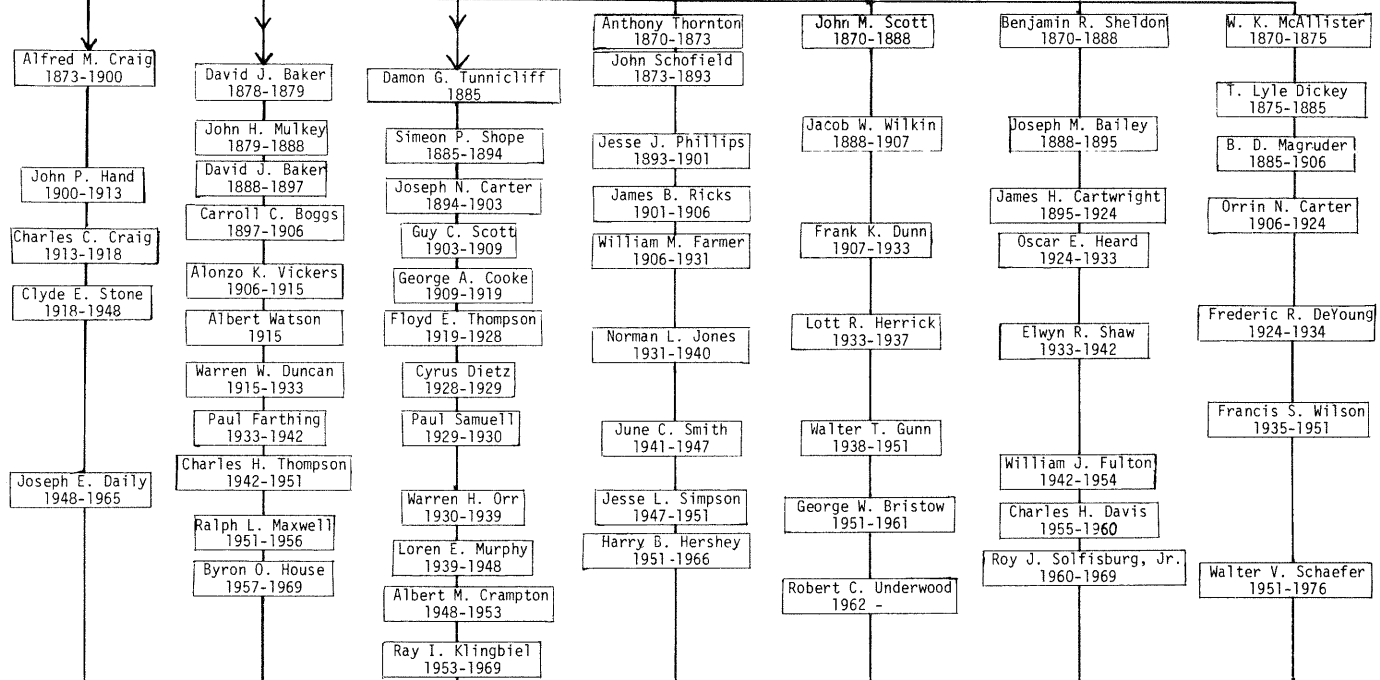 Alfred M. Craig
1873-1900
John P. Hand
1900-1913
Charles C. Craig
1913-1918
Clyde E. Stone
1918-1948
Joseph E. Daily
1948-1965
David J. Baker
1878-1879
John H. Mulkey
1879-1888
David J. Baker
1888-1897
Carroll C. Boggs
1897-1906
Alonzo K. Vickers
1906-1915
Albert Watson
1915
Warren W. Duncan
1915-1933
Paul Farthing
1933-1942
Charles H. Thompson
1942-1951
Ralph L. Maxwell
1951-1956
Byron O. House
1957-1969
Damon G. Tunnicliff
1885
Simeon P. Shope
1885-1894
Joseph N. Carter
1894-1903
Guy C. Scott
1903-1909
George A. Cooke
1909-1919
Floyd E. Thompson
1919-1928
Cyrus Dietz
1928-1929
Paul Samuell
1929-1930
Warren H. Orr
1930-1939
Loren E. Murphy
1939-1948
Albert M. Crampton
1948-1953
Ray I. Klingbiel
1953-1969
Anthony Thornton
1870-1873
John Schofield
1873-1893
Jesse J. Phillips
1893-1901
James B. Ricks
1901-1906
William M. Farmer
1906-1931
Norman L. Jones
1931-1940
June C. Smith
1941-1947
Jesse L. Simpson
1947-1951
Harry B. Hershey
1951-1966
John M. Scott
1870-1888
Jacob W. Wilkin
1888-1907
Frank K. Dunn
1907-1933
Lott R. Herrick
1933-1937
Walter T. Gunn
1938-1951
George W. Bristow
1951-1961
Robert C. Underwood
1962 -
Benjamin R. Sheldon
1870-1888
Joseph M. Bailey
1888-1895
James H. Cartwright
1895-1924
Oscar E. Heard
1924-1933
Elwyn R. Shaw
1933-1942
William J. Fulton
1942-1954
Charles H. Davis
1955-1960
Roy J. Solfisburg, Jr.
1960-1969
W. K. McAllister
1870-1875
T. Lyle Dickey
1875-1885
B. D. Magruder
1885-1906
Orrin N. Carter
1906-1924
Frederic R. DeYoung
1924-1934
Francis S. Wilson
1935-1951
Walter V. Schaefer
1951-1976